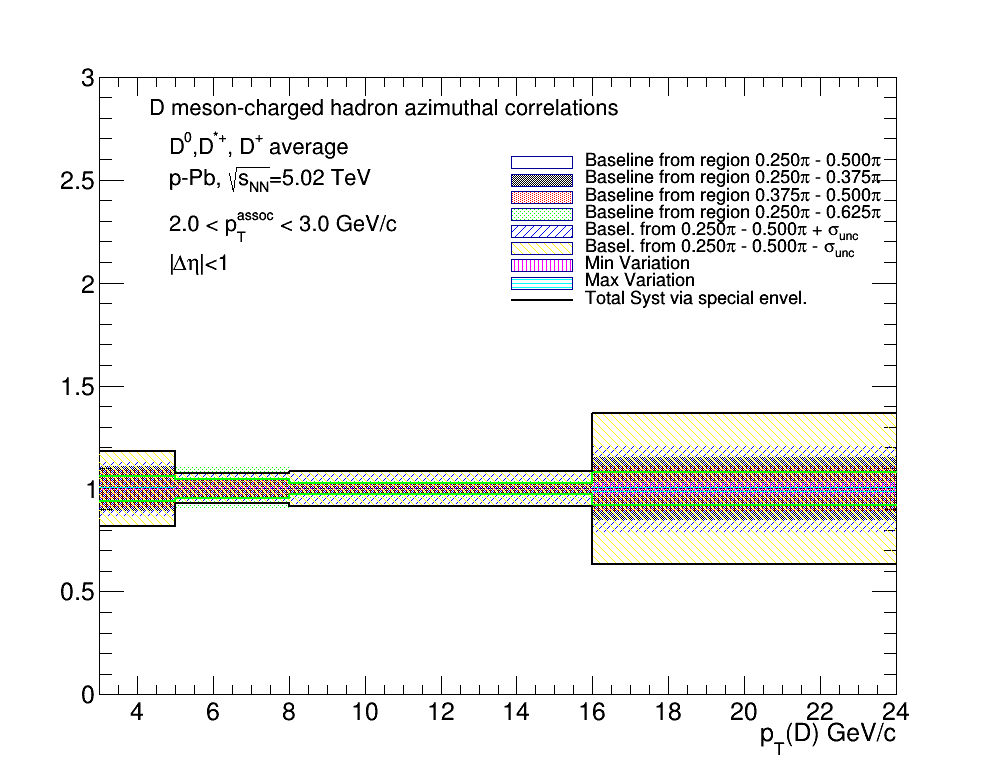 D meson-charged hadron azimuthal correlations
D⁰,D*⁺, D⁺ average
p-Pb, √sNN=5.02 TeV
2.0 < pTassoc < 3.0 GeV/c
|Δη|<1
Baseline from region 0.250π - 0.500π
Baseline from region 0.250π - 0.375π
Baseline from region 0.375π - 0.500π
Baseline from region 0.250π - 0.625π
Basel. from 0.250π - 0.500π + σunc
Basel. from 0.250π - 0.500π - σunc
Min Variation
Max Variation
Total Syst via special envel.
3
2.5
2
1.5
1
0.5
0
4 6 8 10 12 14 16 18 20 22 24
pT(D) GeV/c